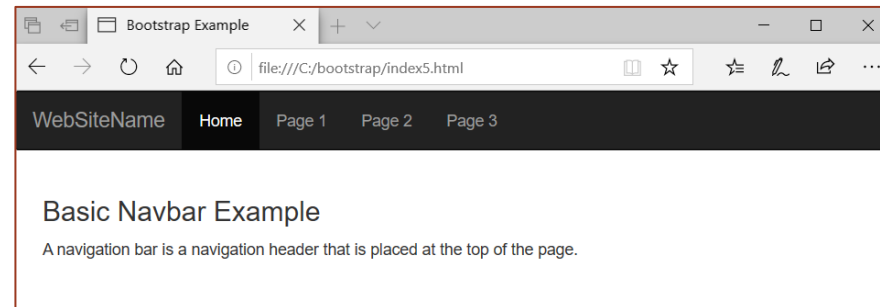 Bootstrap Example
file:///C:/bootstrap/index5.html
WebSiteName Home Page 1 Page 2 Page 3
Basic Navbar Example
A navigation bar is a navigation header that is placed at the top of the page.